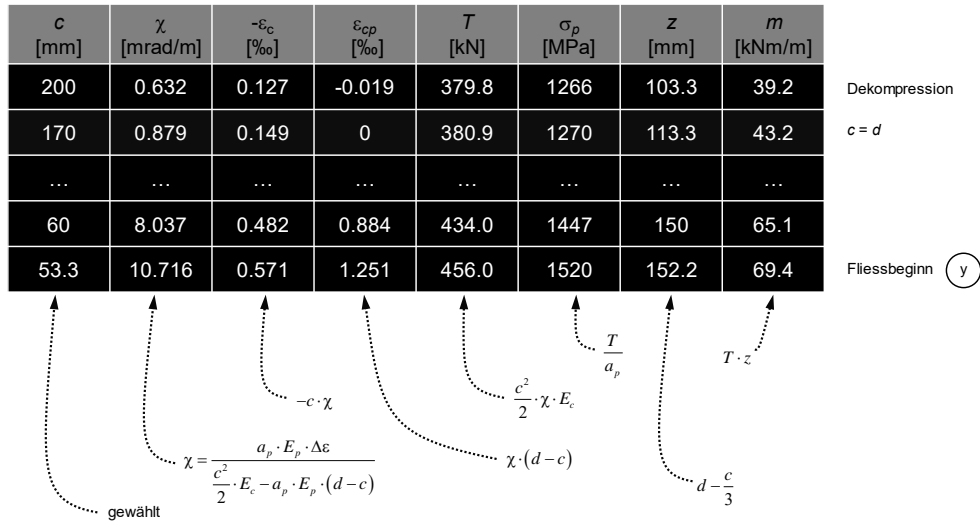 c χ -εc εcp T σp z m
[mm] [mrad/m] [‰] [‰] [kN] [MPa] [mm] [kNm/m]
200 0.632 0.127 -0.019 379.8 1266 103.3 39.2 Dekompression
170 0.879 0.149 0 380.9 1270 113.3 43.2 c = d
... ... ... ... ... ... ... ...
60 8.037 0.482 0.884 434.0 1447 150 65.1
53.3 10.716 0.571 1.251 456.0 1520 152.2 69.4 Fliessbeginn y
T/ap
T·z
−c·χ
c²/2·χ·Ec
χ = ap·Ep·Δε / (c²/2·Ec − ap·Ep·(d−c))
χ·(d−c)
d−c/3
gewählt